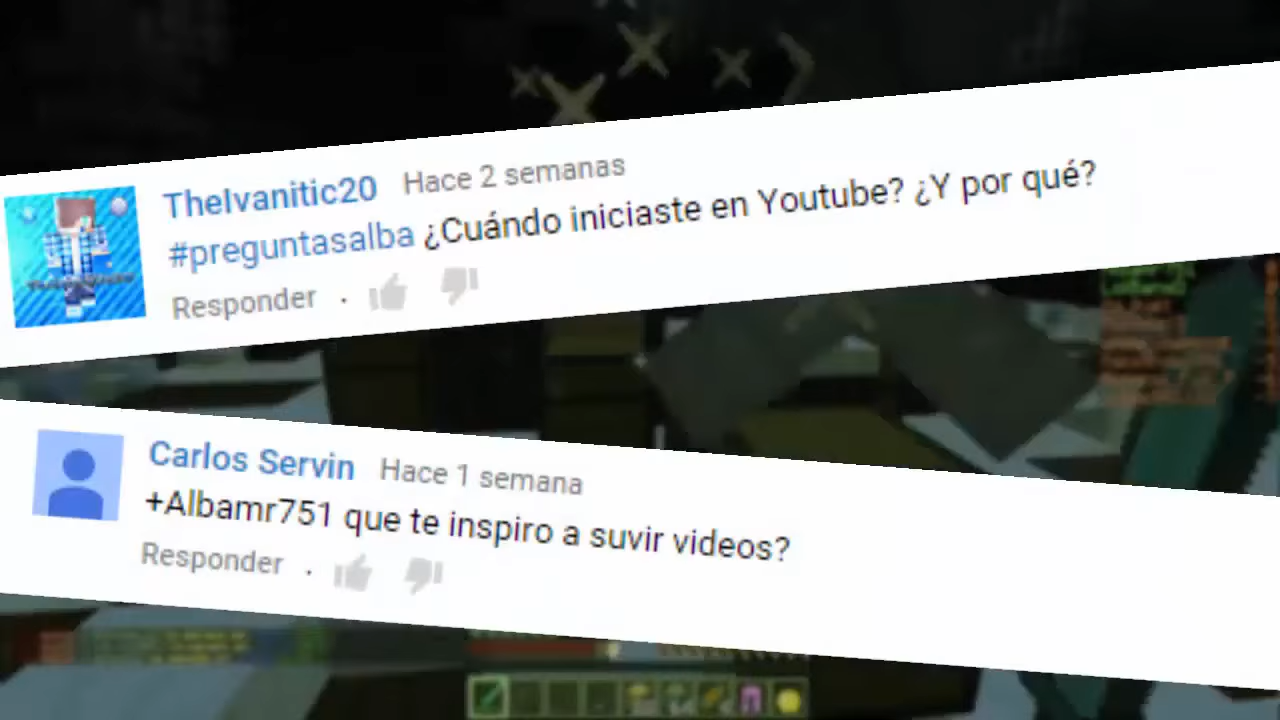 TheIvanitic20 Hace 2 semanas
#preguntasalba ¿Cuándo iniciaste en Youtube? ¿Y por qué?
Responder .
Carlos Servin Hace 1 semana
+Albamr751 que te inspiro a suvir videos?
Responder .